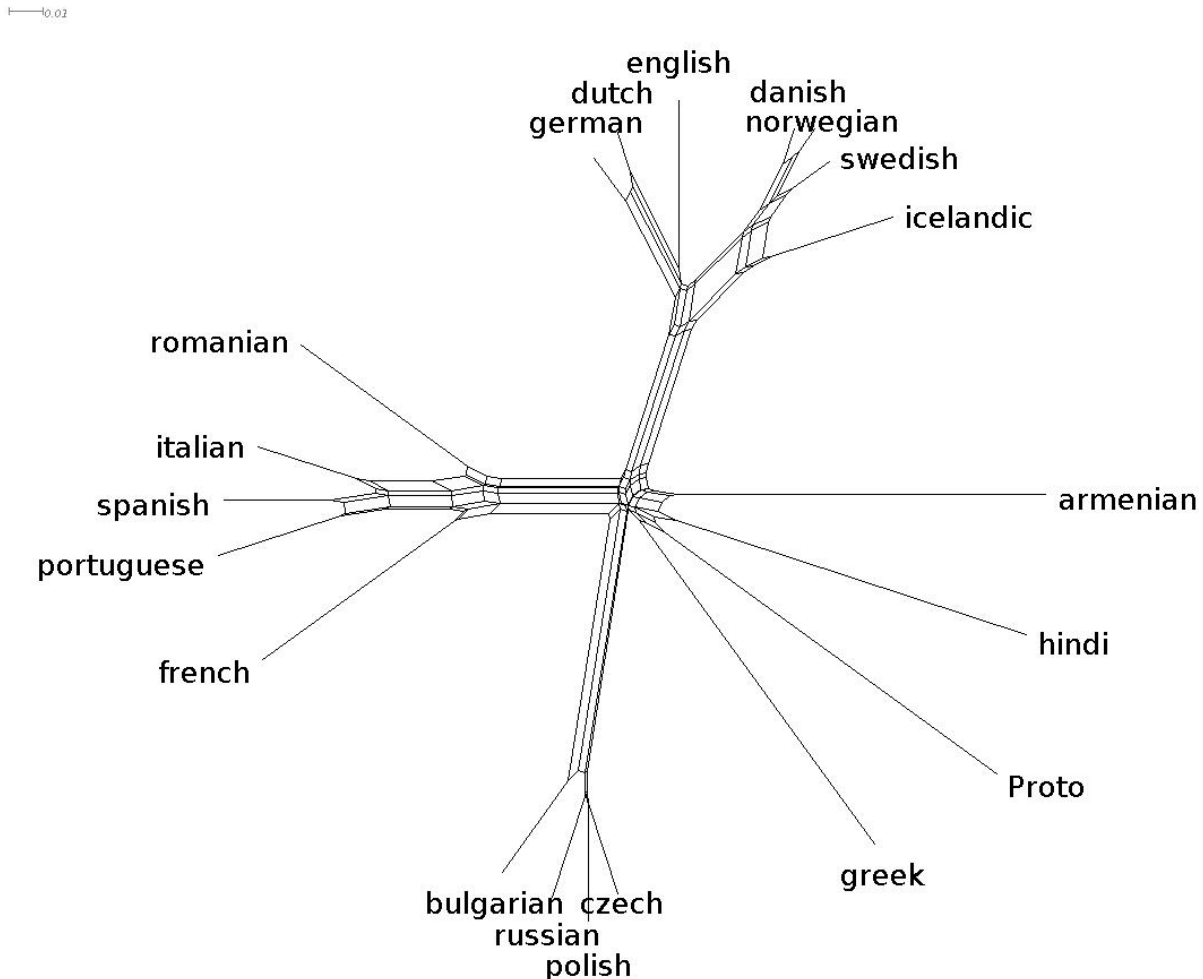 0.01
english
dutch
danish
german
norwegian
swedish
icelandic
romanian
italian
spanish
armenian
portuguese
hindi
french
Proto
greek
bulgarian czech
russian
polish